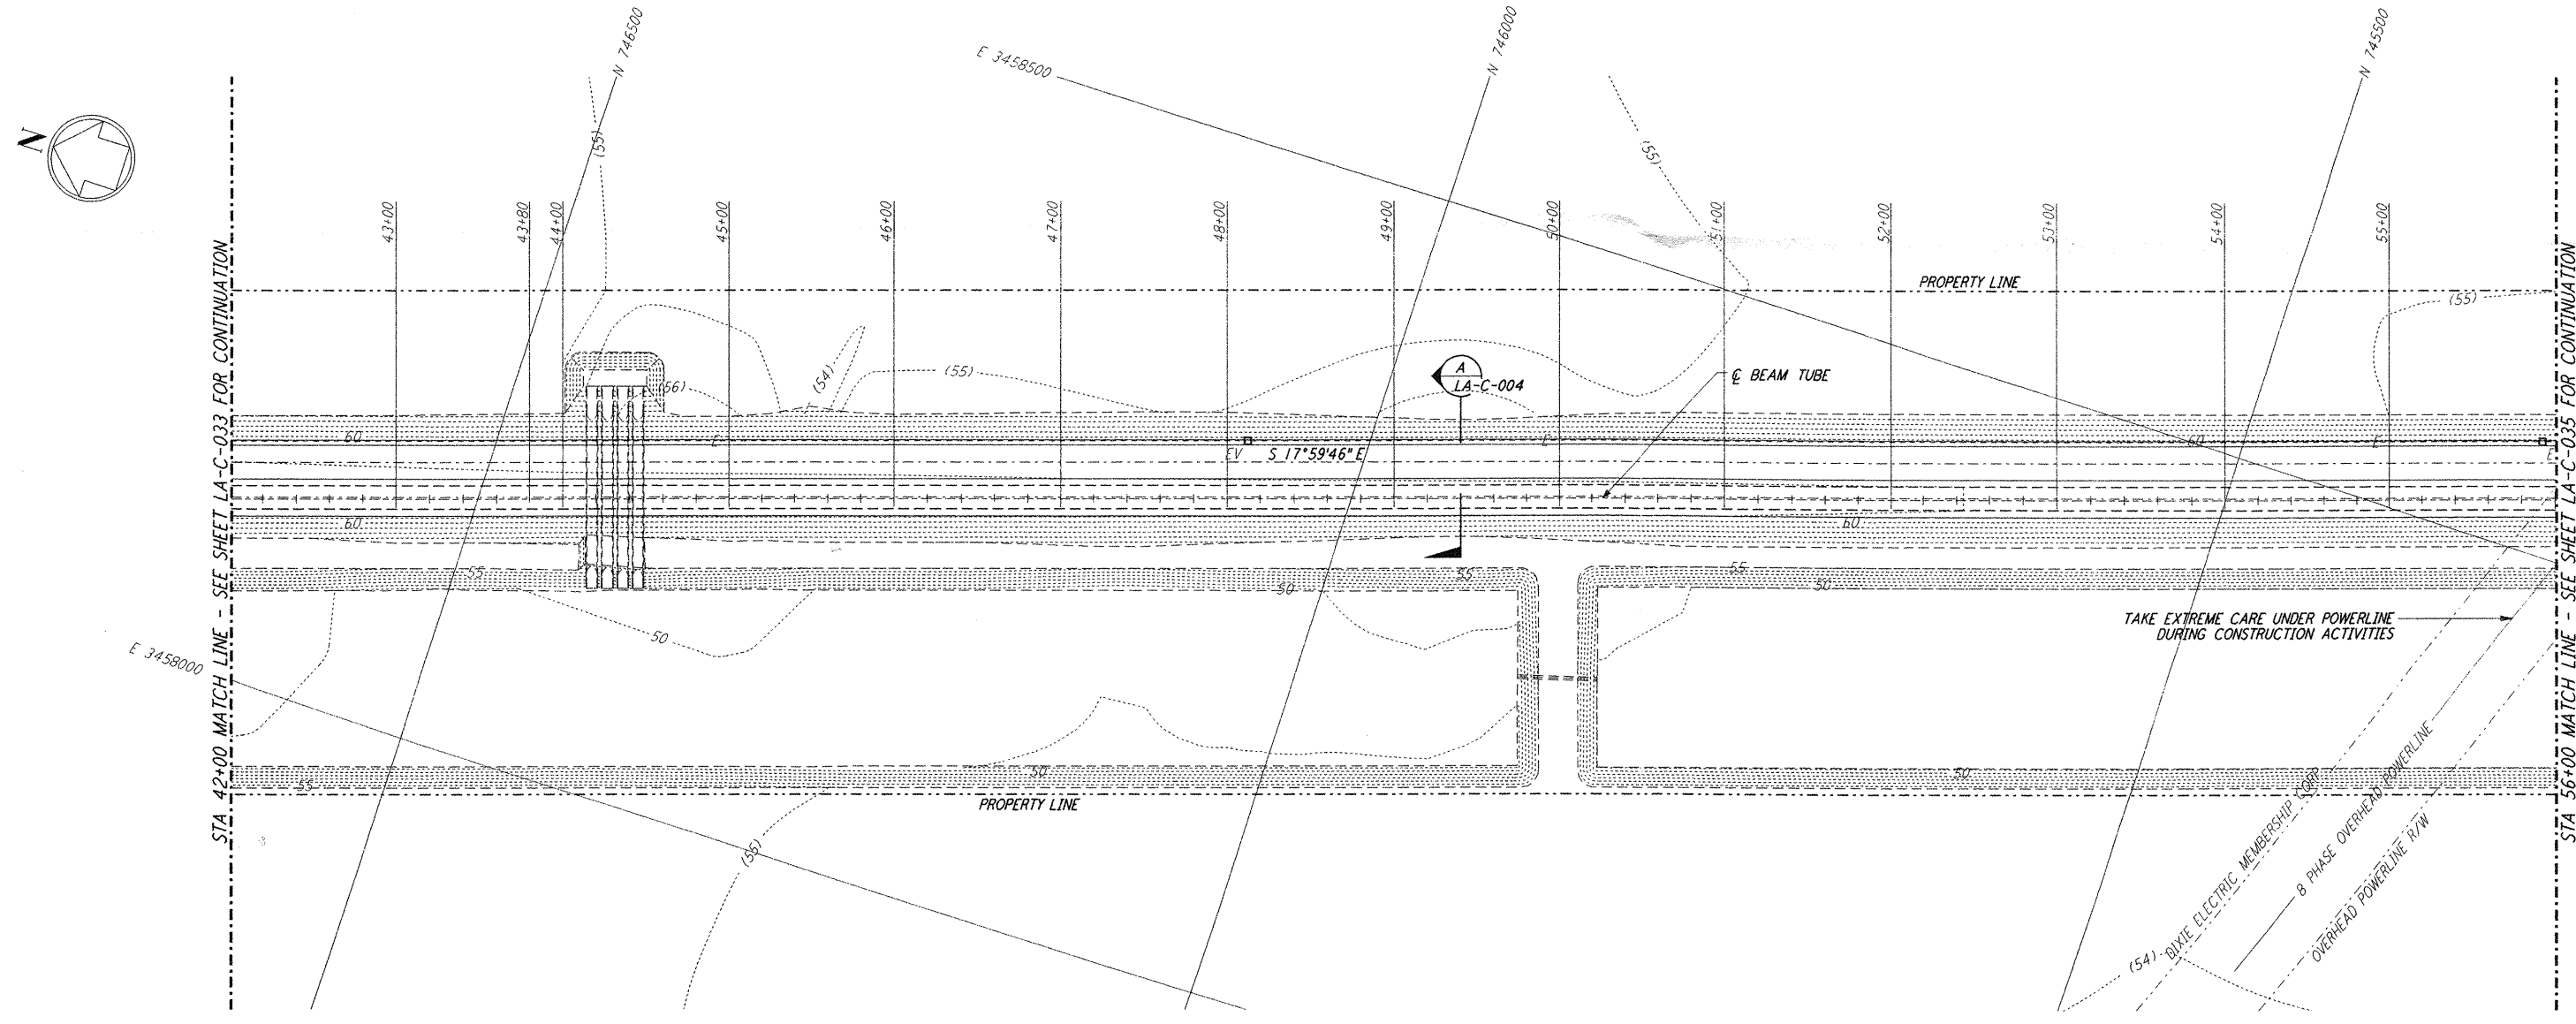 N
N 746500
N 746000
N 745500
E 3458500
43+00
43+80
44+00
45+00
46+00
47+00
48+00
49+00
50+00
51+00
52+00
53+00
54+00
55+00
(55)
(55)
PROPERTY LINE
(55)
(54)
(55)
(56)
A
LA-C-004
℄ BEAM TUBE
60
E
E
60
E
EV
S 17°59'46" E
60
60
55
55
55
50
50
50
TAKE EXTREME CARE UNDER POWERLINE
DURING CONSTRUCTION ACTIVITIES
E 3458000
55
50
50
PROPERTY LINE
(55)
(54)
DIXIE ELECTRIC MEMBERSHIP CORP
8 PHASE OVERHEAD POWERLINE
OVERHEAD POWERLINE R/W
STA 42+00 MATCH LINE - SEE SHEET LA-C-033 FOR CONTINUATION
STA 56+00 MATCH LINE - SEE SHEET LA-C-035 FOR CONTINUATION